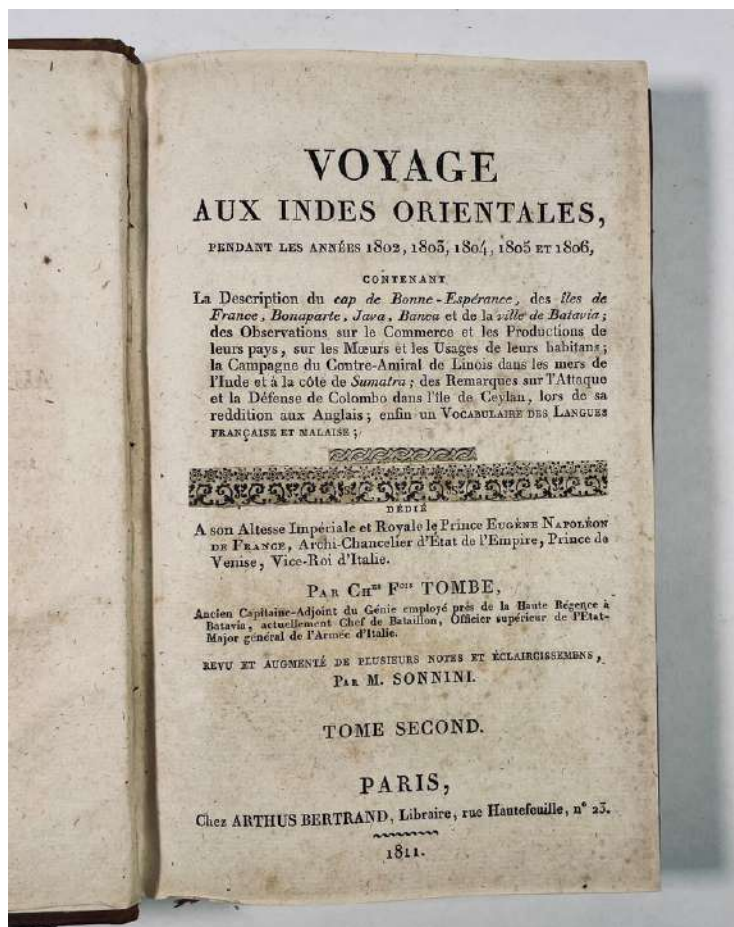 VOYAGE
AUX INDES ORIENTALES,
PENDANT LES ANNÉES 1802, 1803, 1804, 1805 ET 1806,
CONTENANT
La Description du cap de Bonne-Espérance, des îles de
France, Bonaparte, Java, Banca et de la ville de Batavia;
des Observations sur le Commerce et les Productions de
leurs pays, sur les Mœurs et les Usages de leurs habitans;
la Campagne du Contre-Amiral de Linois dans les mers de
l'Inde et à la côte de Sumatra; des Remarques sur l'Attaque
et la Défense de Colombo dans l'île de Ceylan, lors de sa
reddition aux Anglais; enfin un VOCABULAIRE DES LANGUES
FRANÇAISE ET MALAISE;
DÉDIÉ
A son Altesse Impériale et Royale le Prince EUGÈNE NAPOLÉON
DE FRANCE, Archi-Chancelier d'État de l'Empire, Prince de
Venise, Vice-Roi d'Italie.
PAR CHes Fois TOMBE,
Ancien Capitaine-Adjoint du Génie employé près de la Haute Régence à
Batavia, actuellement Chef de Bataillon, Officier supérieur de l'État-
Major général de l'Armée d'Italie.
REVU ET AUGMENTÉ DE PLUSIEURS NOTES ET ÉCLAIRCISSEMENS,
PAR M. SONNINI.
TOME SECOND.
PARIS,
Chez ARTHUS BERTRAND, Libraire, rue Hautefeuille, n° 23.
1811.